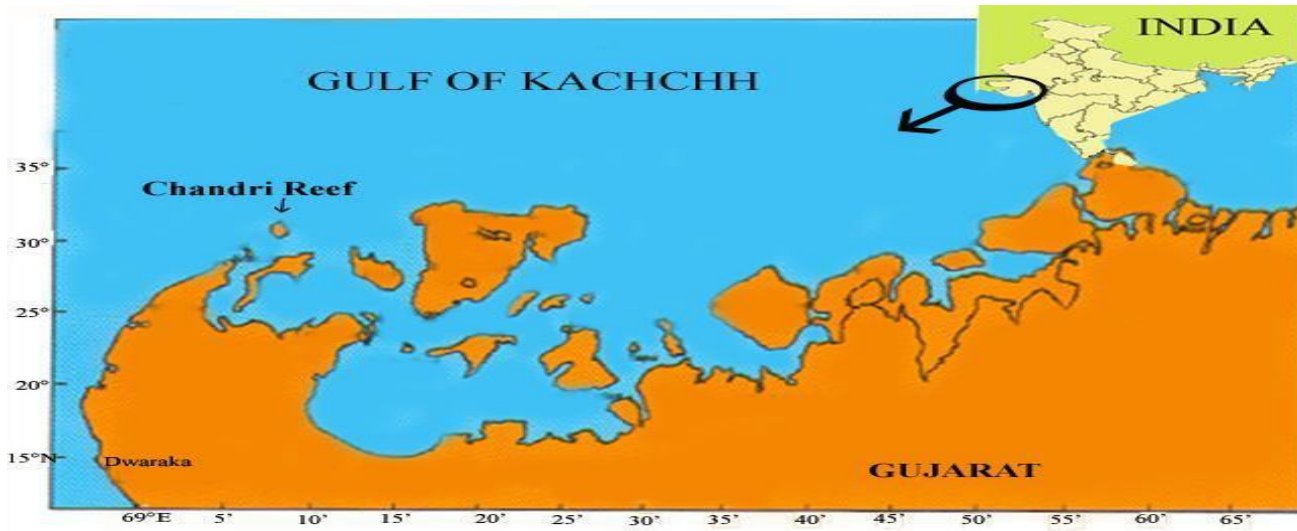 INDIA
GULF OF KACHCHH
35°
Chandri Reef
30°
25°
20°
15°N
Dwaraka
GUJARAT
69°E 5' 10' 15' 20' 25' 30' 35' 40' 45' 50' 55' 60' 65'